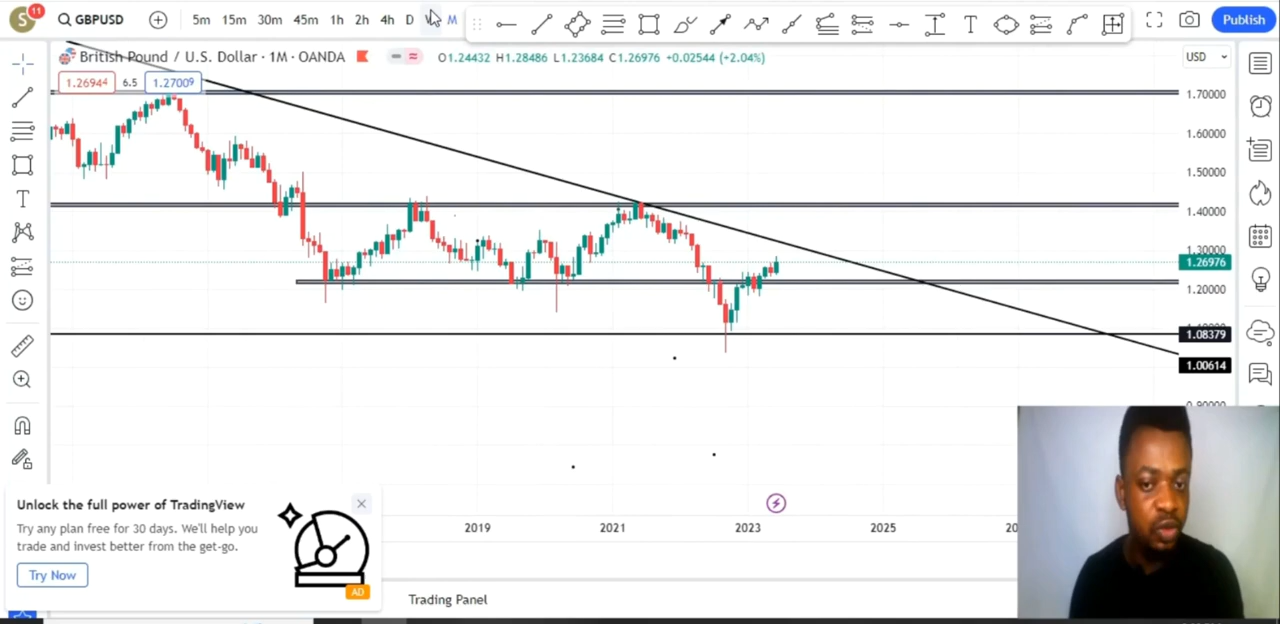 S
11
GBPUSD
5m 15m 30m 45m 1h 2h 4h D W M
T
Publish
British Pound / U.S. Dollar · 1M · OANDA
O1.24432 H1.28486 L1.23684 C1.26976 +0.02544 (+2.04%)
USD
1.26944 6.5 1.27009
1.70000
1.60000
1.50000
T
1.40000
1.30000
1.26976
1.20000
1.08379
1.00614
0.90000
Unlock the full power of TradingView
Try any plan free for 30 days. We'll help you
trade and invest better from the get-go.
Try Now
AD
2019 2021 2023 2025
Trading Panel